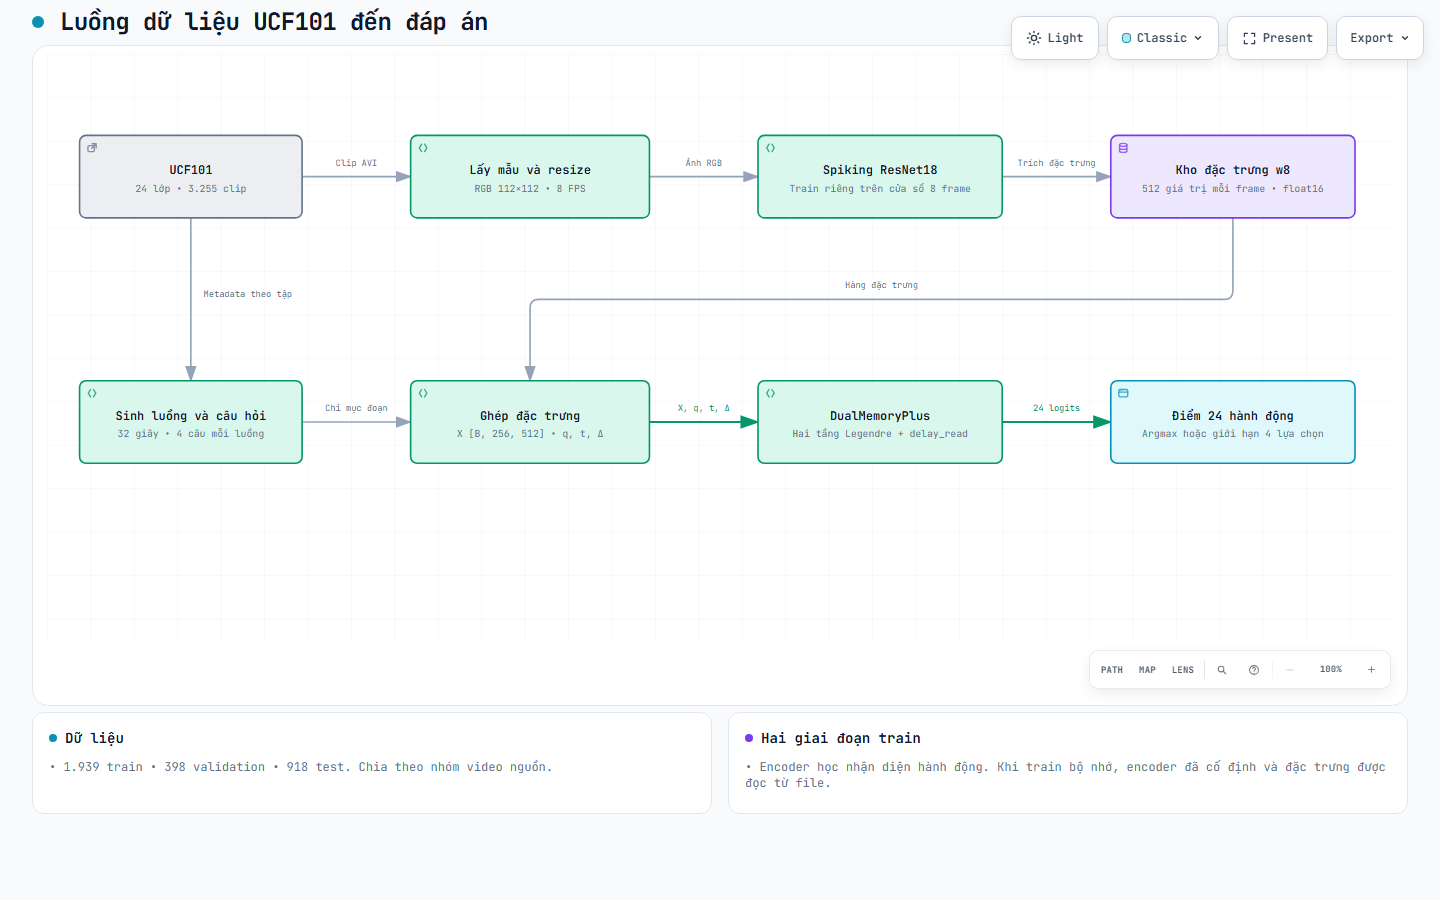 Luồng dữ liệu UCF101 đến đáp án
Light
Classic
Present
Export
UCF101
24 lớp • 3.255 clip
Clip AVI
Lấy mẫu và resize
RGB 112×112 • 8 FPS
Ảnh RGB
Spiking ResNet18
Train riêng trên cửa sổ 8 frame
Trích đặc trưng
Kho đặc trưng w8
512 giá trị mỗi frame • float16
Metadata theo tập
Hàng đặc trưng
Sinh luồng và câu hỏi
32 giây • 4 câu mỗi luồng
Chỉ mục đoạn
Ghép đặc trưng
X [B, 256, 512] • q, t, Δ
X, q, t, Δ
DualMemoryPlus
Hai tầng Legendre + delay_read
24 logits
Điểm 24 hành động
Argmax hoặc giới hạn 4 lựa chọn
PATH MAP LENS 100%
Dữ liệu
• 1.939 train • 398 validation • 918 test. Chia theo nhóm video nguồn.
Hai giai đoạn train
• Encoder học nhận diện hành động. Khi train bộ nhớ, encoder đã cố định và đặc trưng được
đọc từ file.